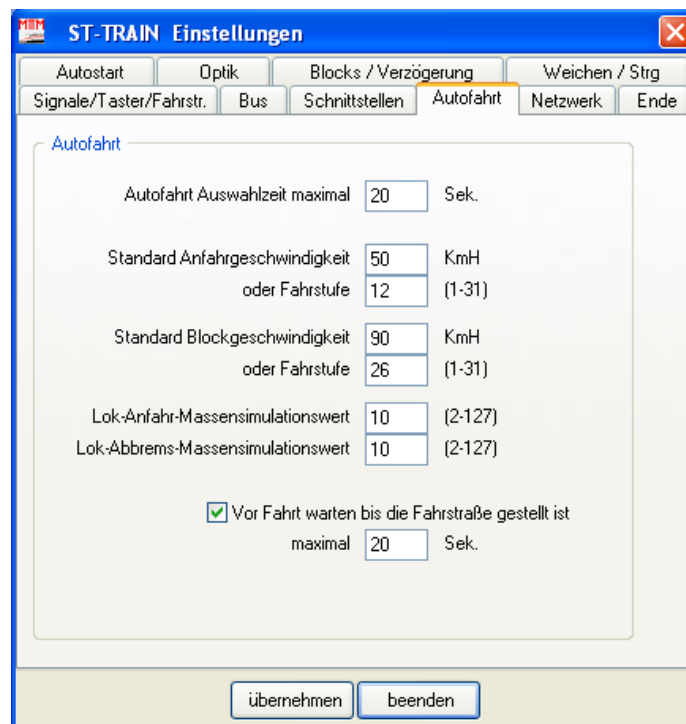 MEM ST-TRAIN Einstellungen
Autostart Optik Blocks / Verzögerung Weichen / Strg
Signale/Taster/Fahrstr. Bus Schnittstellen Autofahrt Netzwerk Ende
Autofahrt
Autofahrt Auswahlzeit maximal 20 Sek.
Standard Anfahrgeschwindigkeit 50 KmH
oder Fahrstufe 12 (1-31)
Standard Blockgeschwindigkeit 90 KmH
oder Fahrstufe 26 (1-31)
Lok-Anfahr-Massensimulationswert 10 (2-127)
Lok-Abbrems-Massensimulationswert 10 (2-127)
Vor Fahrt warten bis die Fahrstraße gestellt ist
maximal 20 Sek.
übernehmen beenden